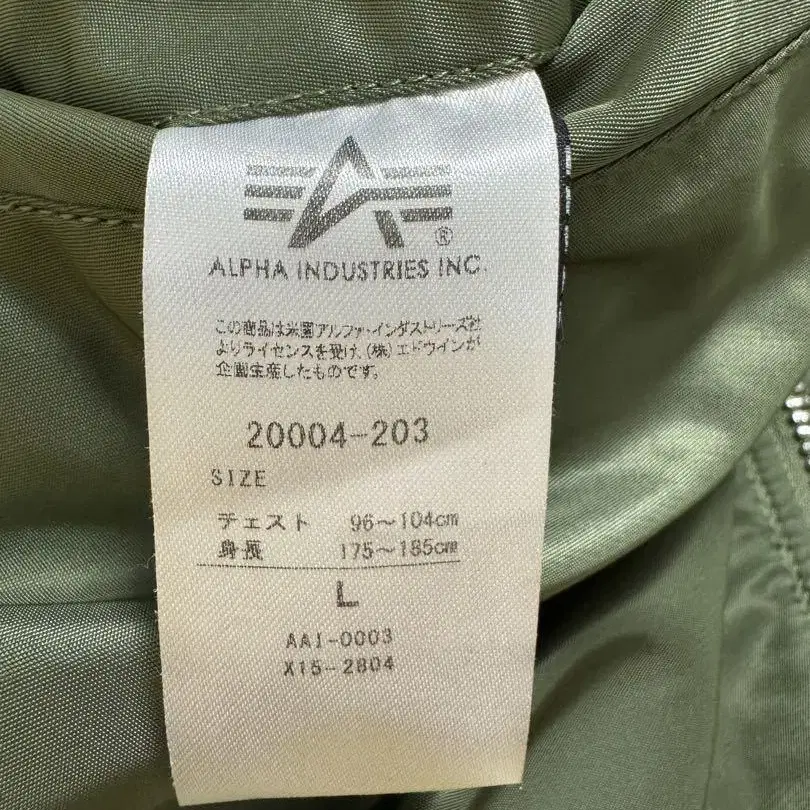 ®
ALPHA INDUSTRIES INC.
この商品は米国アルファ・インダストリーズ社
よりライセンスを受け、(株)エドウインが
企画生産したものです。
20004-203
SIZE
チェスト 96~104cm
身長 175~185cm
L
AA1-0003
X15-2804